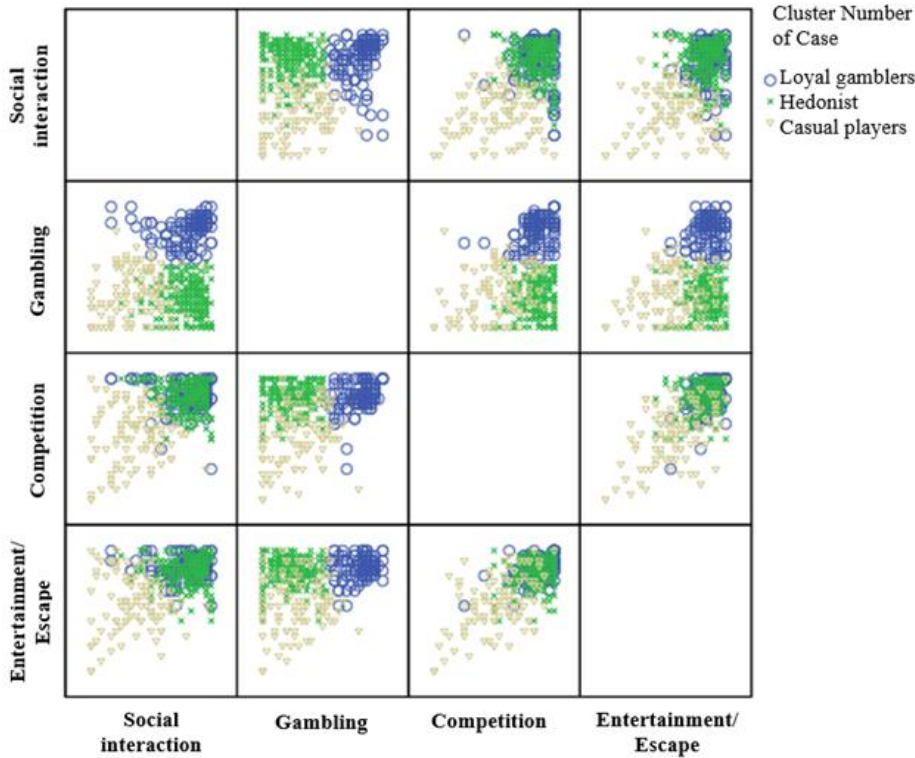 Cluster Number
of Case
Loyal gamblers
Hedonist
Casual players
Social
interaction
Gambling
Competition
Entertainment/
Escape
Social
interaction
Gambling
Competition
Entertainment/
Escape